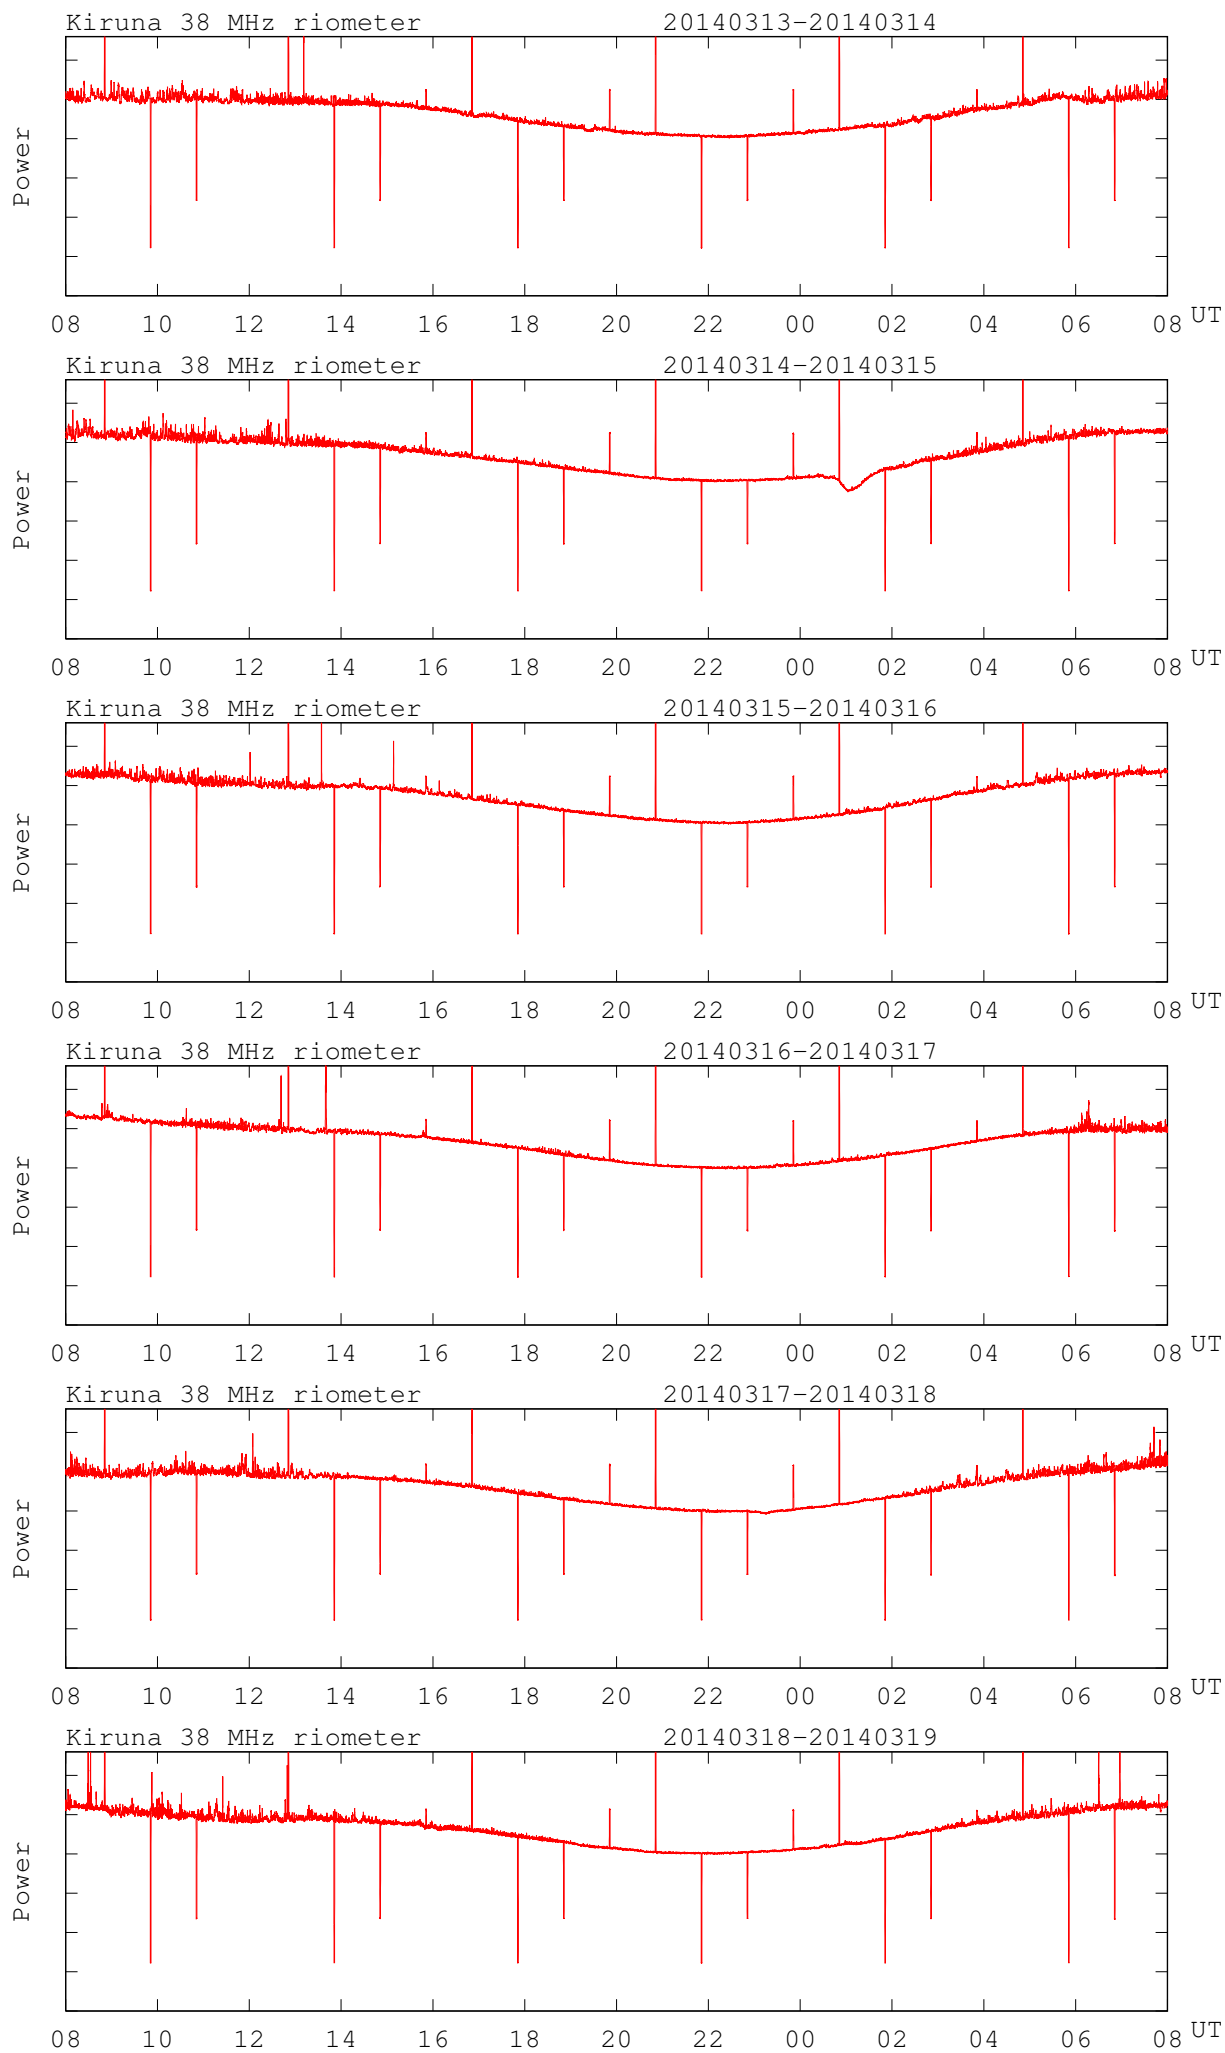 Kiruna 38 MHz riometer 20140313-20140314
Power
08 10 12 14 16 18 20 22 00 02 04 06 08 UT
Kiruna 38 MHz riometer 20140314-20140315
Power
08 10 12 14 16 18 20 22 00 02 04 06 08 UT
Kiruna 38 MHz riometer 20140315-20140316
Power
08 10 12 14 16 18 20 22 00 02 04 06 08 UT
Kiruna 38 MHz riometer 20140316-20140317
Power
08 10 12 14 16 18 20 22 00 02 04 06 08 UT
Kiruna 38 MHz riometer 20140317-20140318
Power
08 10 12 14 16 18 20 22 00 02 04 06 08 UT
Kiruna 38 MHz riometer 20140318-20140319
Power
08 10 12 14 16 18 20 22 00 02 04 06 08 UT